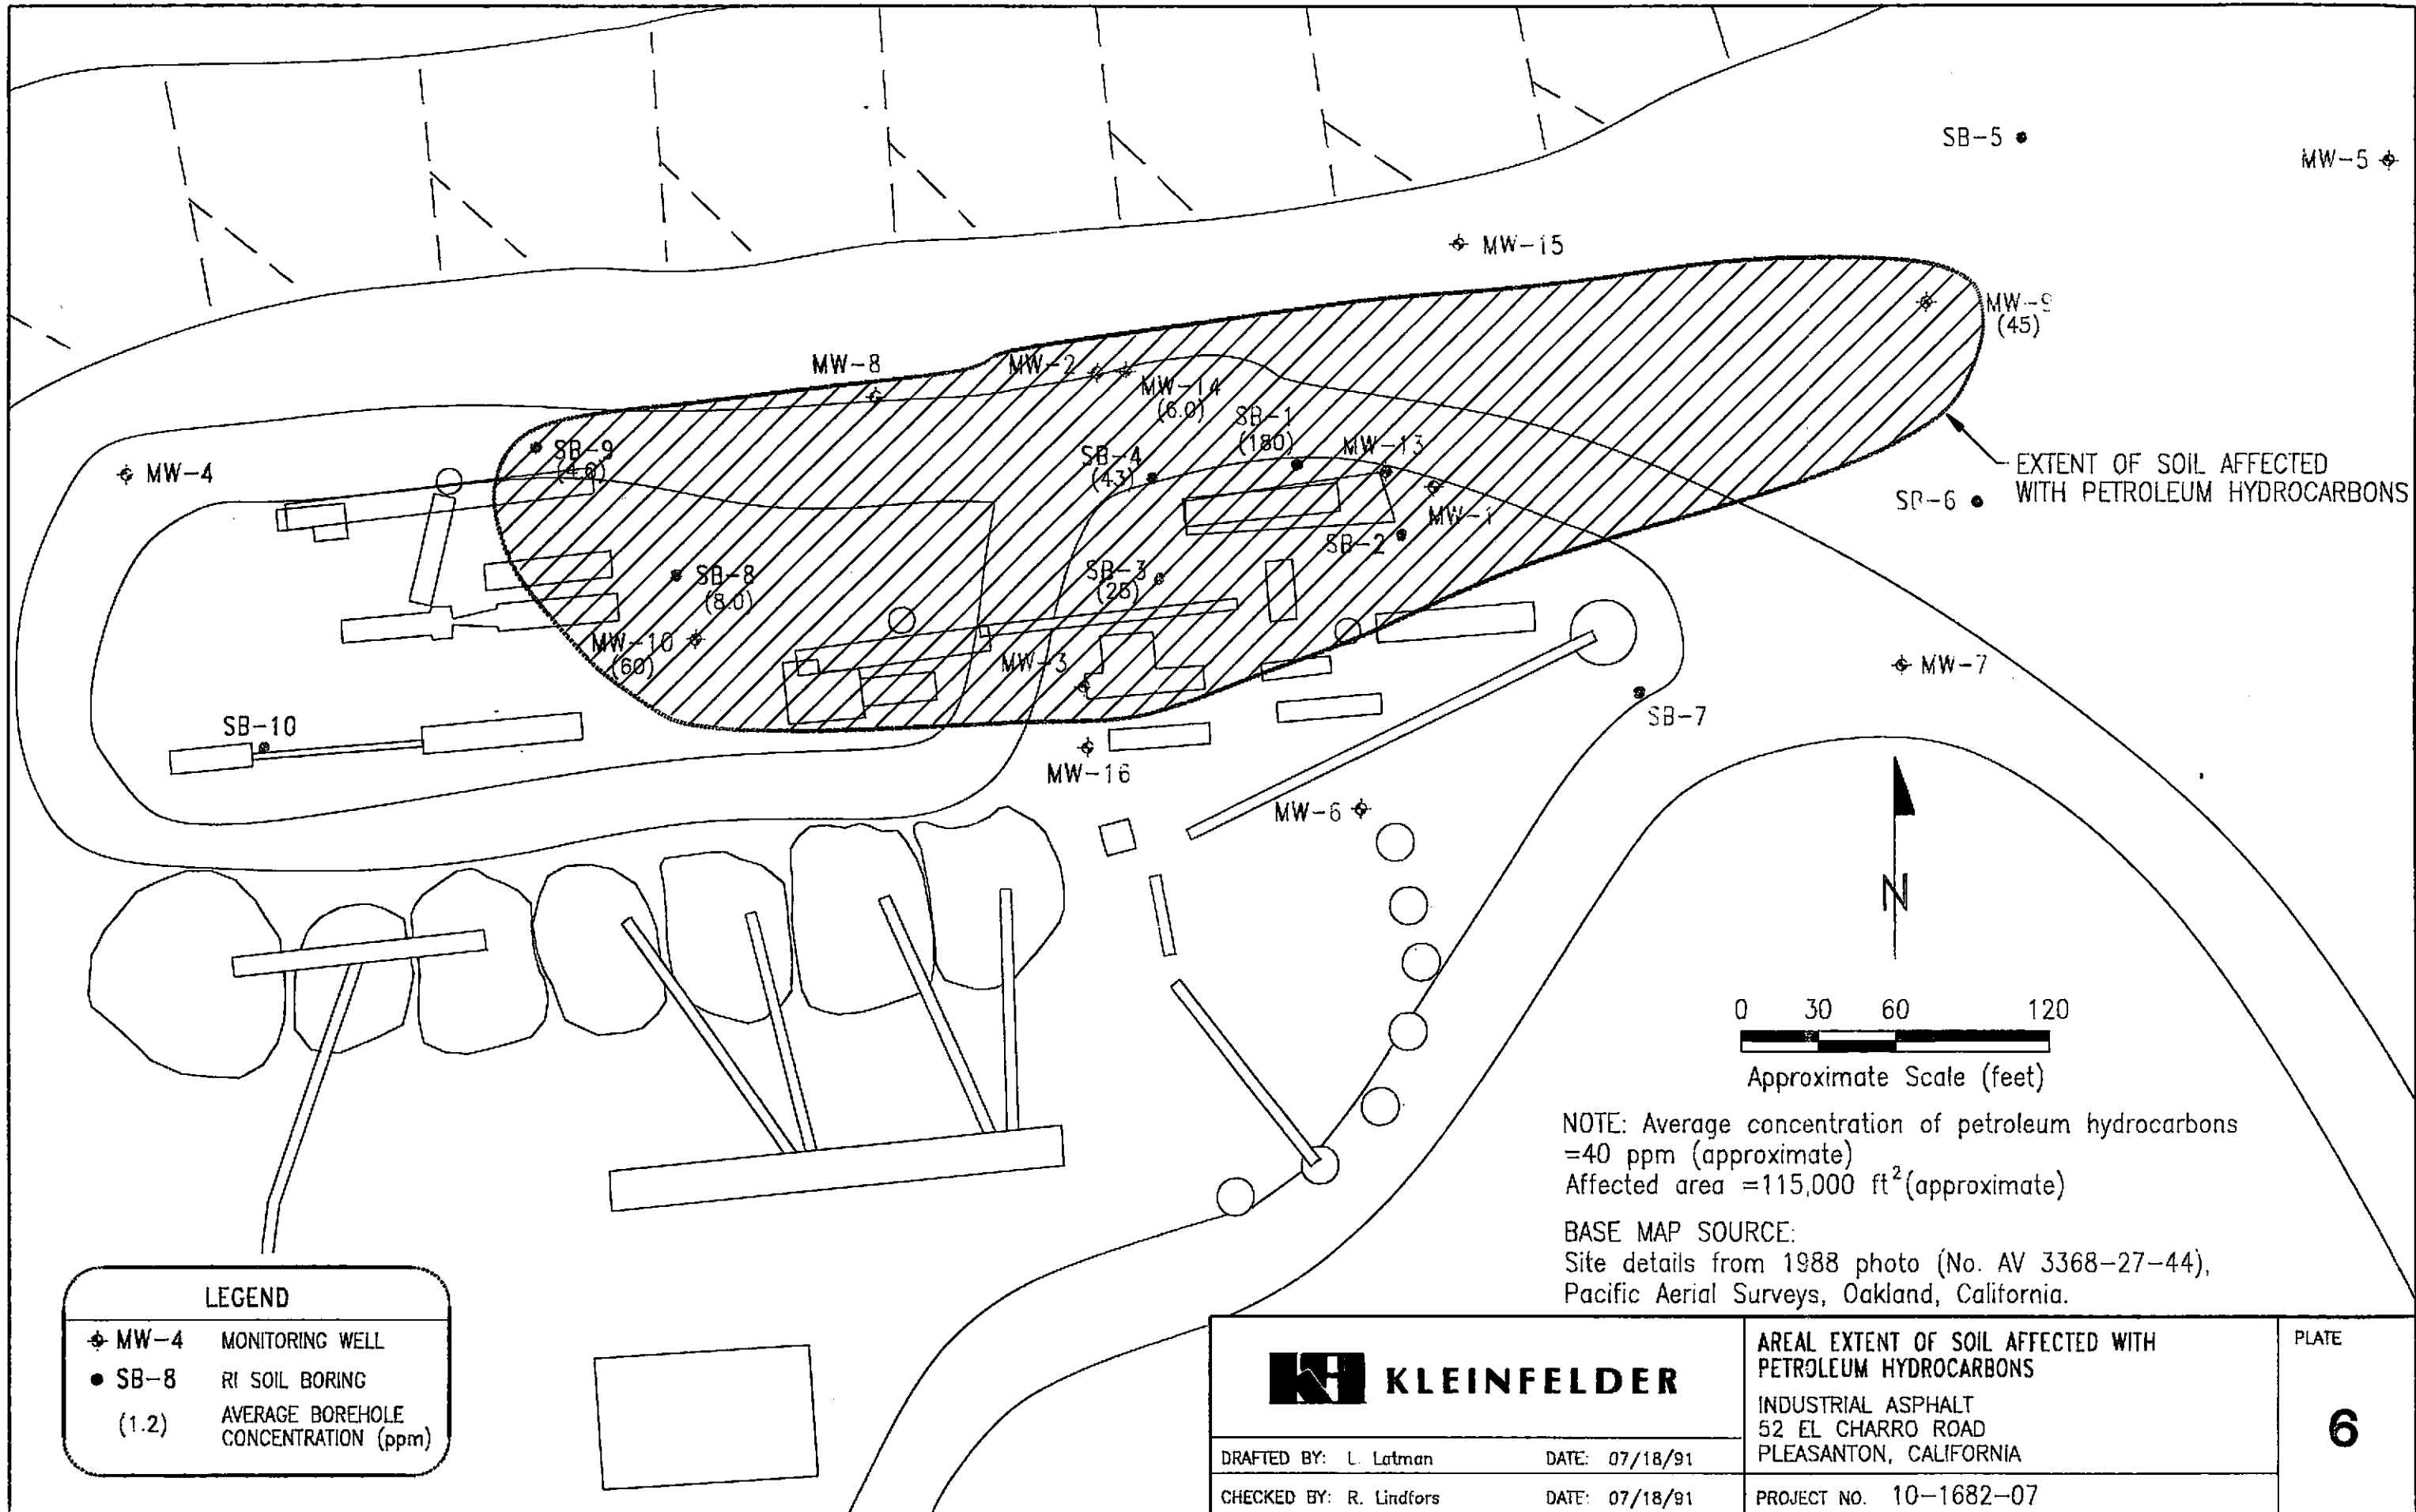 SB-5
MW-5
MW-15
MW-9
(45)
MW-8
MW-2
MW-14
(6.0)
SB-1
(180)
MW-13
SB-9
(4.6)
SB-4
(43)
MW-4
EXTENT OF SOIL AFFECTED
WITH PETROLEUM HYDROCARBONS
SB-6
MW-1
SB-2
SB-8
(8.0)
SB-3
MW-10
(60)
MW-3
MW-7
SB-7
SB-10
MW-16
MW-6
N
0 30 60 120
Approximate Scale (feet)
NOTE: Average concentration of petroleum hydrocarbons
=40 ppm (approximate)
Affected area =115,000 ft² (approximate)
BASE MAP SOURCE:
Site details from 1988 photo (No. AV 3368-27-44),
Pacific Aerial Surveys, Oakland, California.
LEGEND
MW-4 MONITORING WELL
SB-8 RI SOIL BORING
(1.2) AVERAGE BOREHOLE
CONCENTRATION (ppm)
KLEINFELDER
DRAFTED BY: L. Latman DATE: 07/18/91
CHECKED BY: R. Lindfors DATE: 07/18/91
AREAL EXTENT OF SOIL AFFECTED WITH
PETROLEUM HYDROCARBONS
INDUSTRIAL ASPHALT
52 EL CHARRO ROAD
PLEASANTON, CALIFORNIA
PROJECT NO. 10-1682-07
PLATE
6